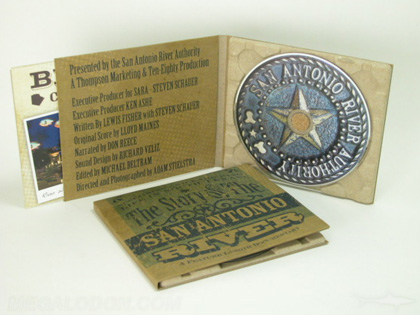 Presented by the San Antonio River Authority
A Thompson Marketing & Ten-Eighty Production
Executive Producer for SARA - STEVEN SCHAUER
Executive Producer KEN ASHE
Written By LEWIS FISHER with STEVEN SCHAUER
Original Score by LLOYD MAINES
Narrated by DON REECE
Sound Design by RICHARD VELIZ
Edited by MICHAEL BELTRAM
Directed and Photographed by ADAM STIELSTRA
SAN ANTONIO RIVER AUTHORITY
The Story Of The
SAN ANTONIO
RIVER
MEGALODON.COM